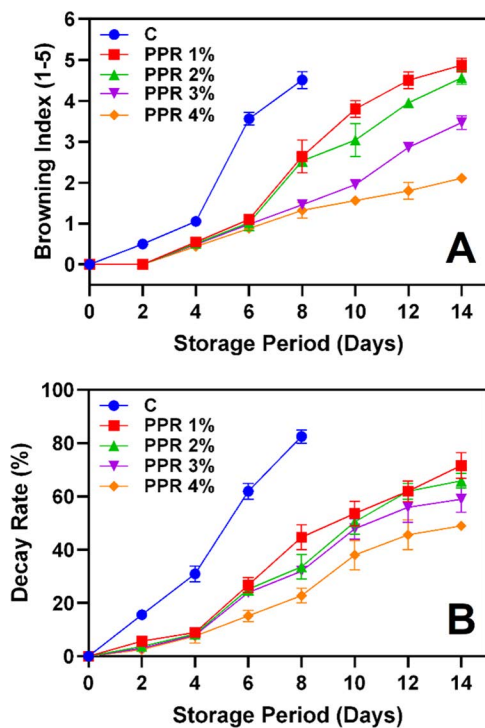 6
C
PPR 1%
5
PPR 2%
4
PPR 3%
PPR 4%
3
2
1
0
Browning Index (1-5)
A
0 2 4 6 8 10 12 14
Storage Period (Days)
100
C
PPR 1%
80
PPR 2%
PPR 3%
60
PPR 4%
40
20
0
Decay Rate (%)
B
0 2 4 6 8 10 12 14
Storage Period (Days)